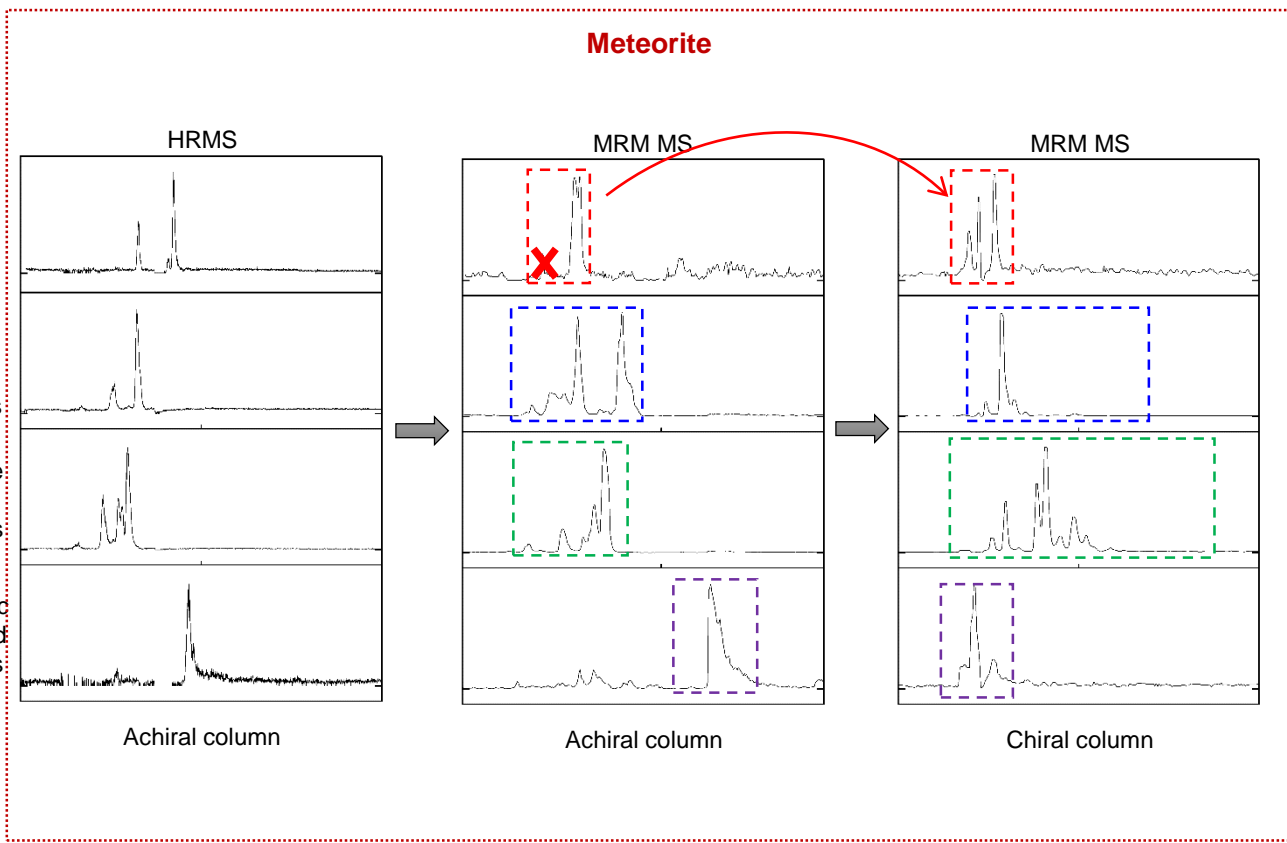 Meteorite
HRMS
MRM MS
MRM MS
Achiral column
Achiral column
Chiral column